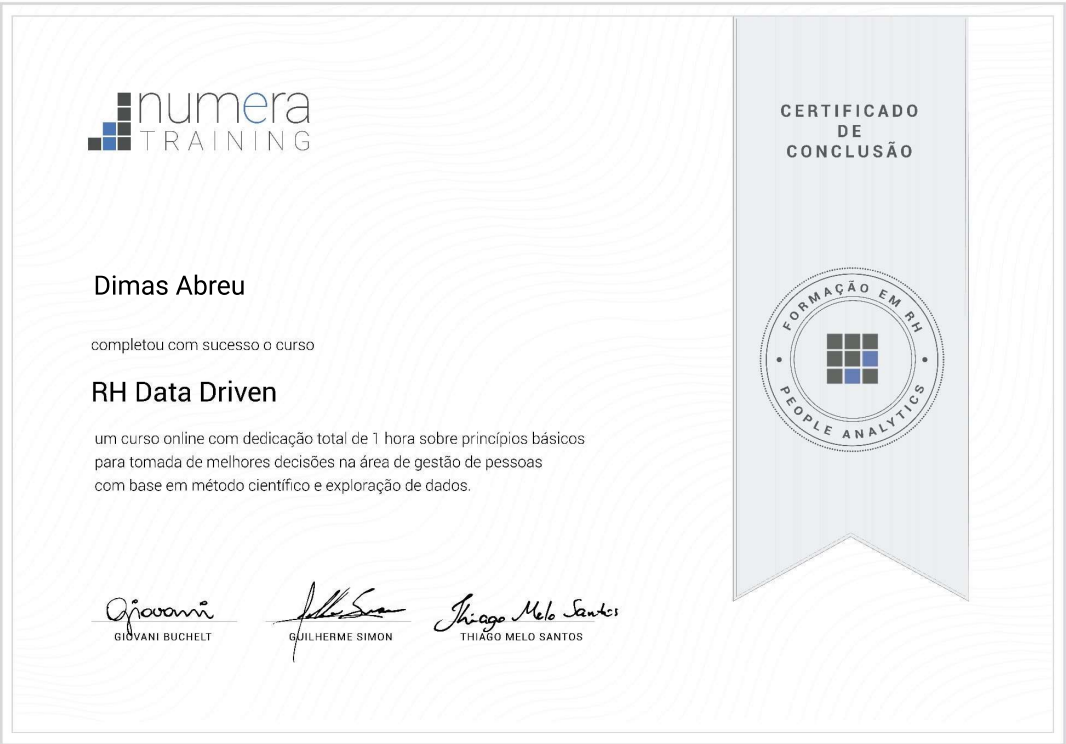 numera
TRAINING
CERTIFICADO
DE
CONCLUSÃO
Dimas Abreu
completou com sucesso o curso
RH Data Driven
um curso online com dedicação total de 1 hora sobre princípios básicos
para tomada de melhores decisões na área de gestão de pessoas
com base em método científico e exploração de dados.
FORMAÇÃO EM RH
PEOPLE ANALYTICS
Giovanni
GIOVANI BUCHELT
GUILHERME SIMON
Thiago Melo Santos
THIAGO MELO SANTOS